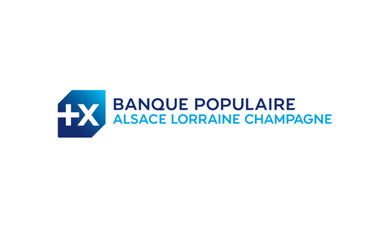 +X
BANQUE POPULAIRE
ALSACE LORRAINE CHAMPAGNE